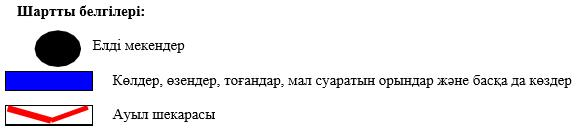 Шартты белгілері:
Елді мекендер
Көлдер, өзендер, тоғандар, мал суаратын орындар және басқа да көздер
Ауыл шекарасы